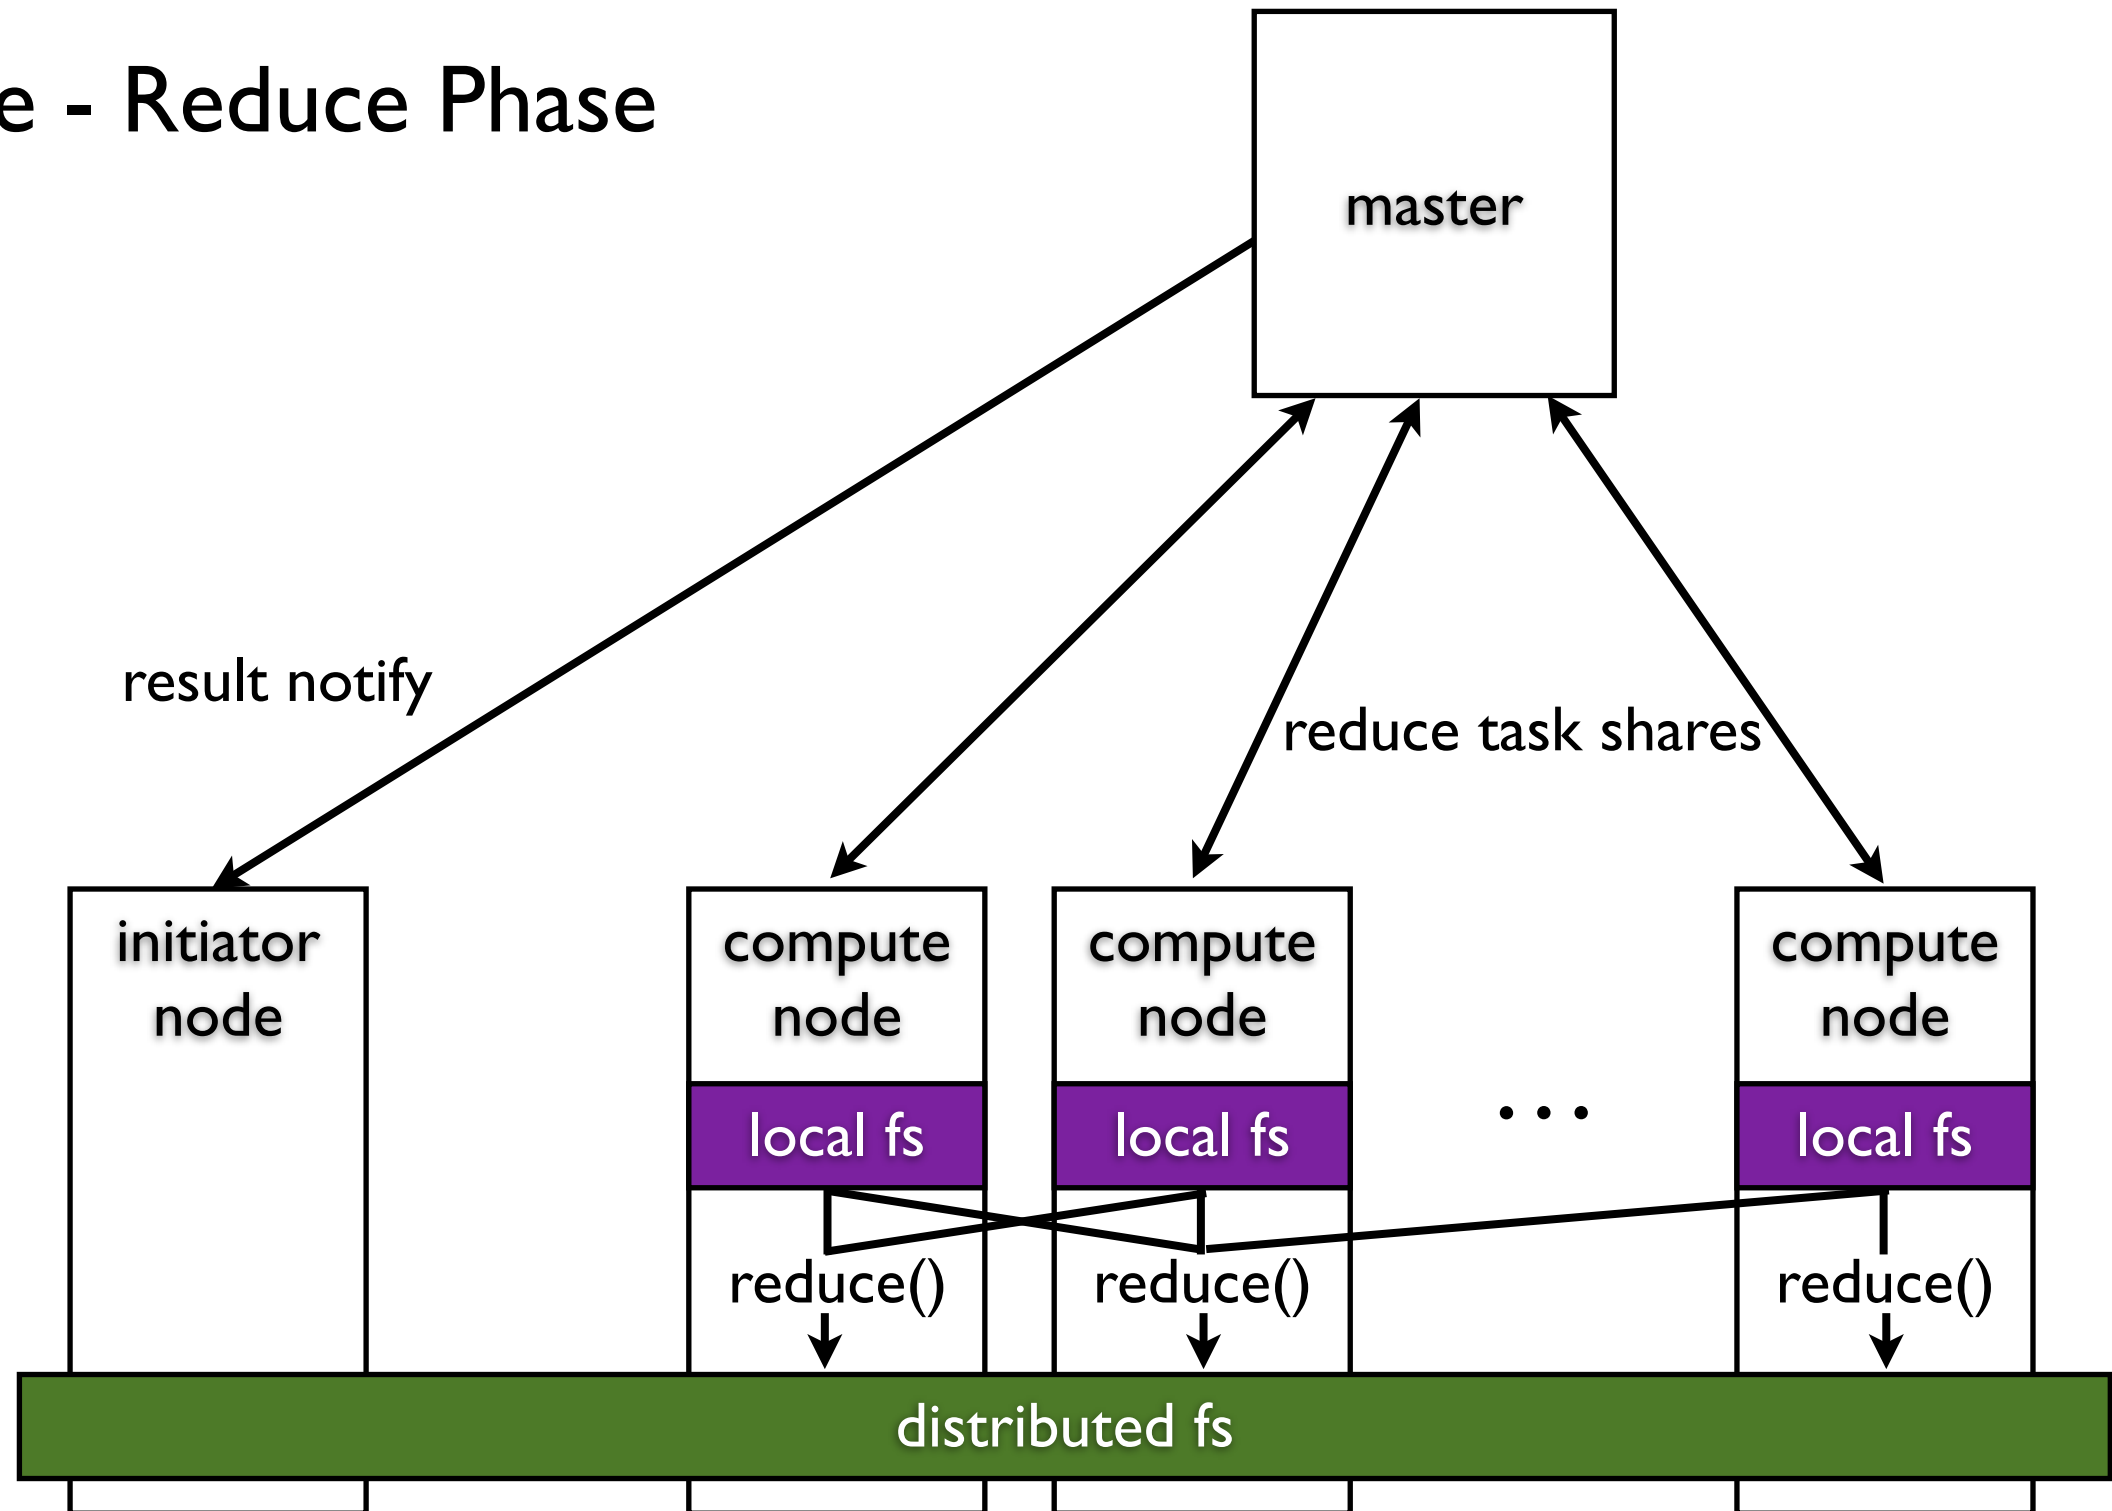 e - Reduce Phase
master
result notify
reduce task shares
initiator
node
compute
node
compute
node
compute
node
local fs
local fs
. . .
local fs
reduce()
reduce()
reduce()
distributed fs